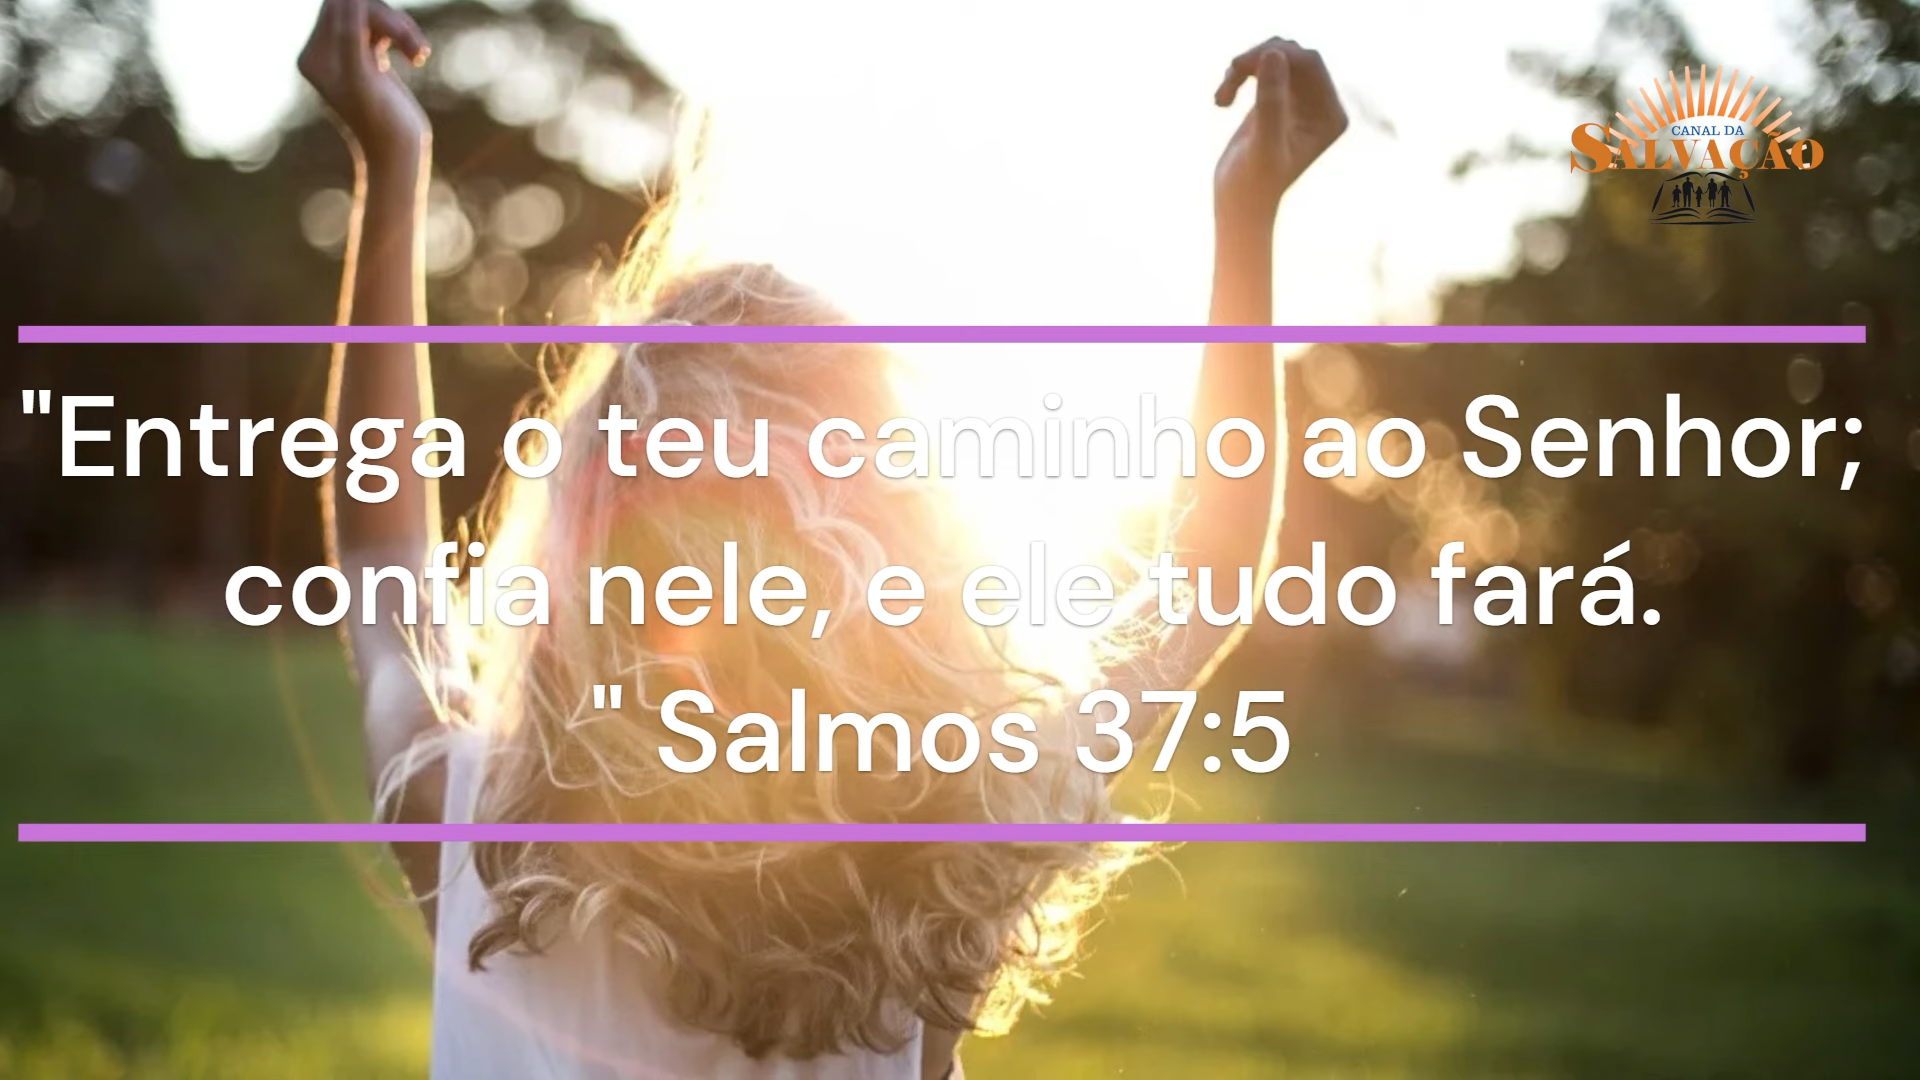 CANAL DA
SALVAÇÃO
"Entrega o teu caminho ao Senhor;
confia nele, e ele tudo fará.
" Salmos 37:5